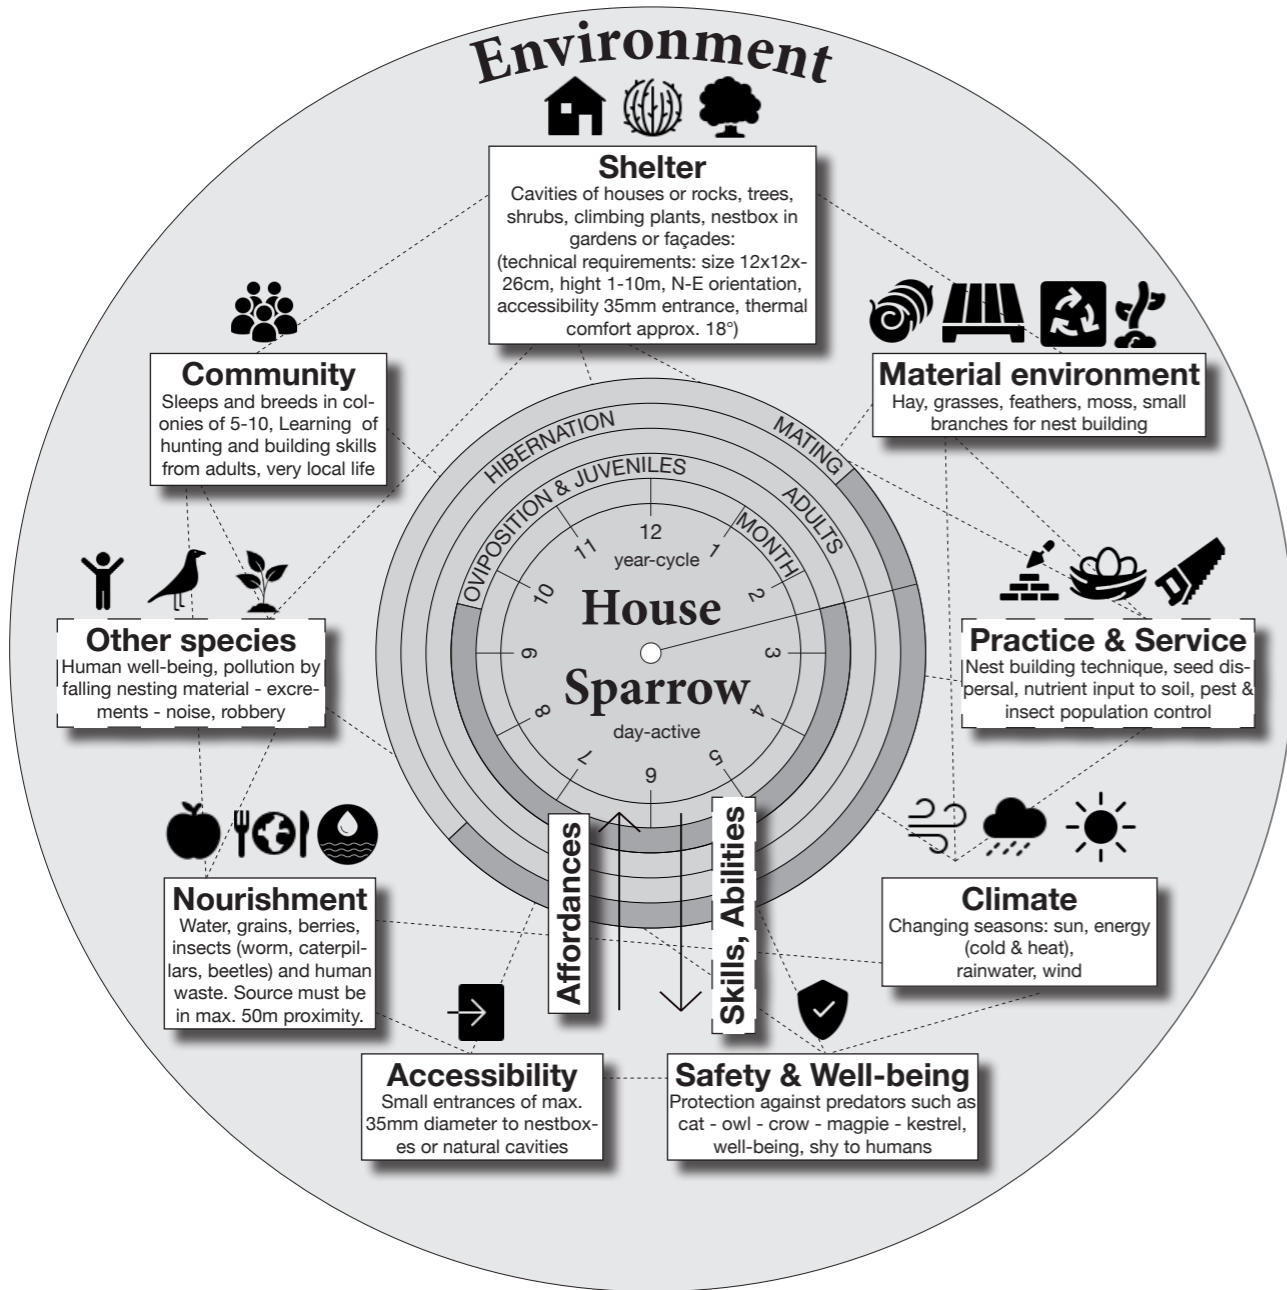 Environment
Shelter
Cavities of houses or rocks, trees,
shrubs, climbing plants, nestbox in
gardens or façades:
(technical requirements: size 12x12x-
26cm, hight 1-10m, N-E orientation,
accessibility 35mm entrance, thermal
comfort approx. 18°)
Community
Sleeps and breeds in col-
onies of 5-10, Learning of
hunting and building skills
from adults, very local life
Material environment
Hay, grasses, feathers, moss, small
branches for nest building
HIBERNATION
MATING
OVIPOSITION & JUVENILES
ADULTS
MONTH
12
1
2
3
4
5
6
7
8
9
10
11
year-cycle
House
Sparrow
day-active
Other species
Human well-being, pollution by
falling nesting material - excre-
ments - noise, robbery
Practice & Service
Nest building technique, seed dis-
persal, nutrient input to soil, pest &
insect population control
Affordances
Skills, Abilities
Nourishment
Water, grains, berries,
insects (worm, caterpil-
lars, beetles) and human
waste. Source must be
in max. 50m proximity.
Climate
Changing seasons: sun, energy
(cold & heat),
rainwater, wind
Accessibility
Small entrances of max.
35mm diameter to nestbox-
es or natural cavities
Safety & Well-being
Protection against predators such as
cat - owl - crow - magpie - kestrel,
well-being, shy to humans